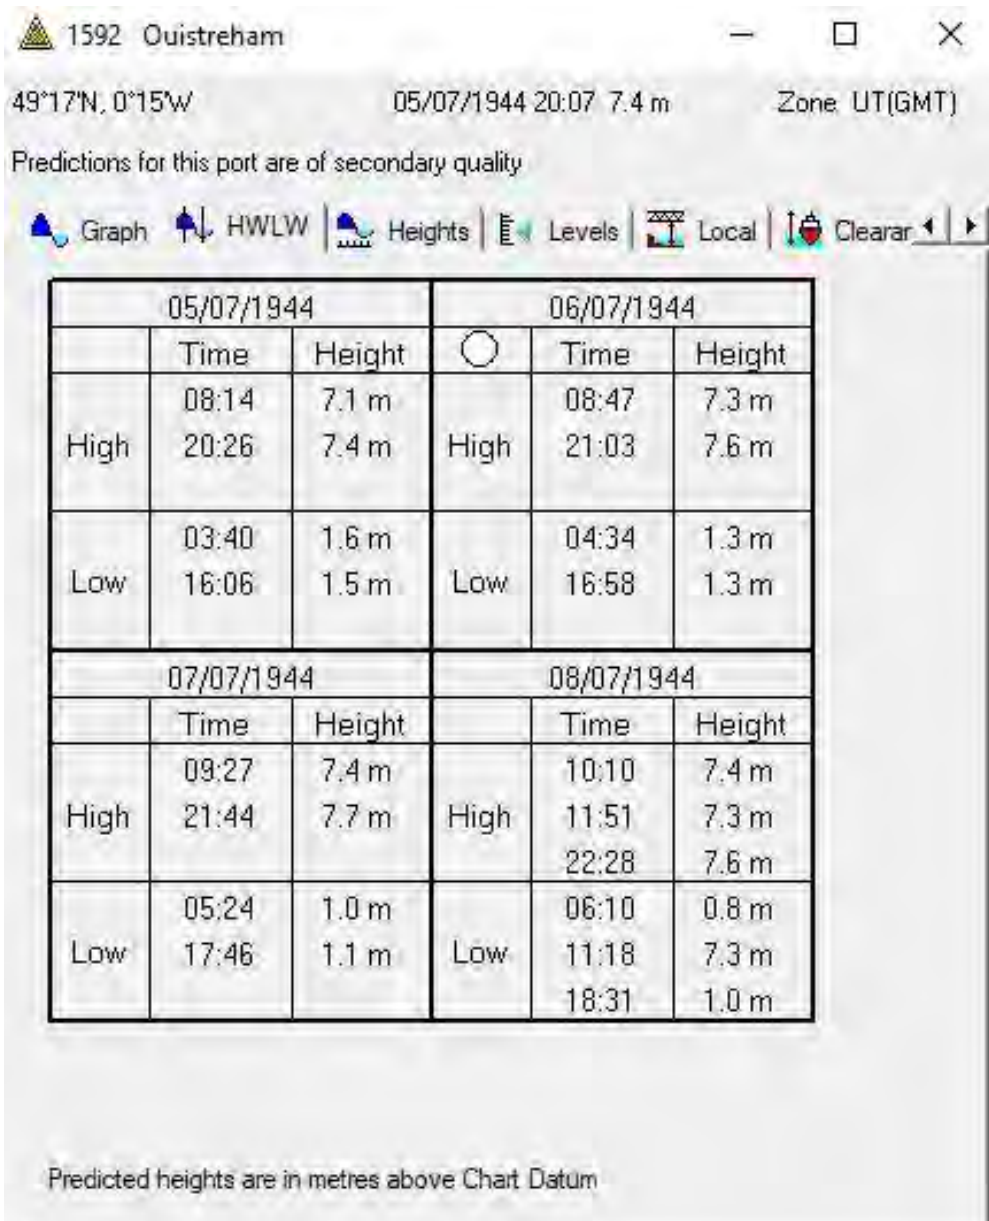 1592 Ouistreham
49°17'N, 0°15'W 05/07/1944 20:07 7.4 m Zone UT(GMT)
Predictions for this port are of secondary quality
Graph HWLW Heights Levels Local Clearar
05/07/1944 06/07/1944
Time Height Time Height
08:14 7.1 m 08:47 7.3 m
High 20:26 7.4 m High 21:03 7.6 m
03:40 1.6 m 04:34 1.3 m
Low 16:06 1.5 m Low 16:58 1.3 m
07/07/1944 08/07/1944
Time Height Time Height
09:27 7.4 m 10:10 7.4 m
High 21:44 7.7 m High 11:51 7.3 m
22:28 7.6 m
05:24 1.0 m 06:10 0.8 m
Low 17:46 1.1 m Low 11:18 7.3 m
18:31 1.0 m
Predicted heights are in metres above Chart Datum